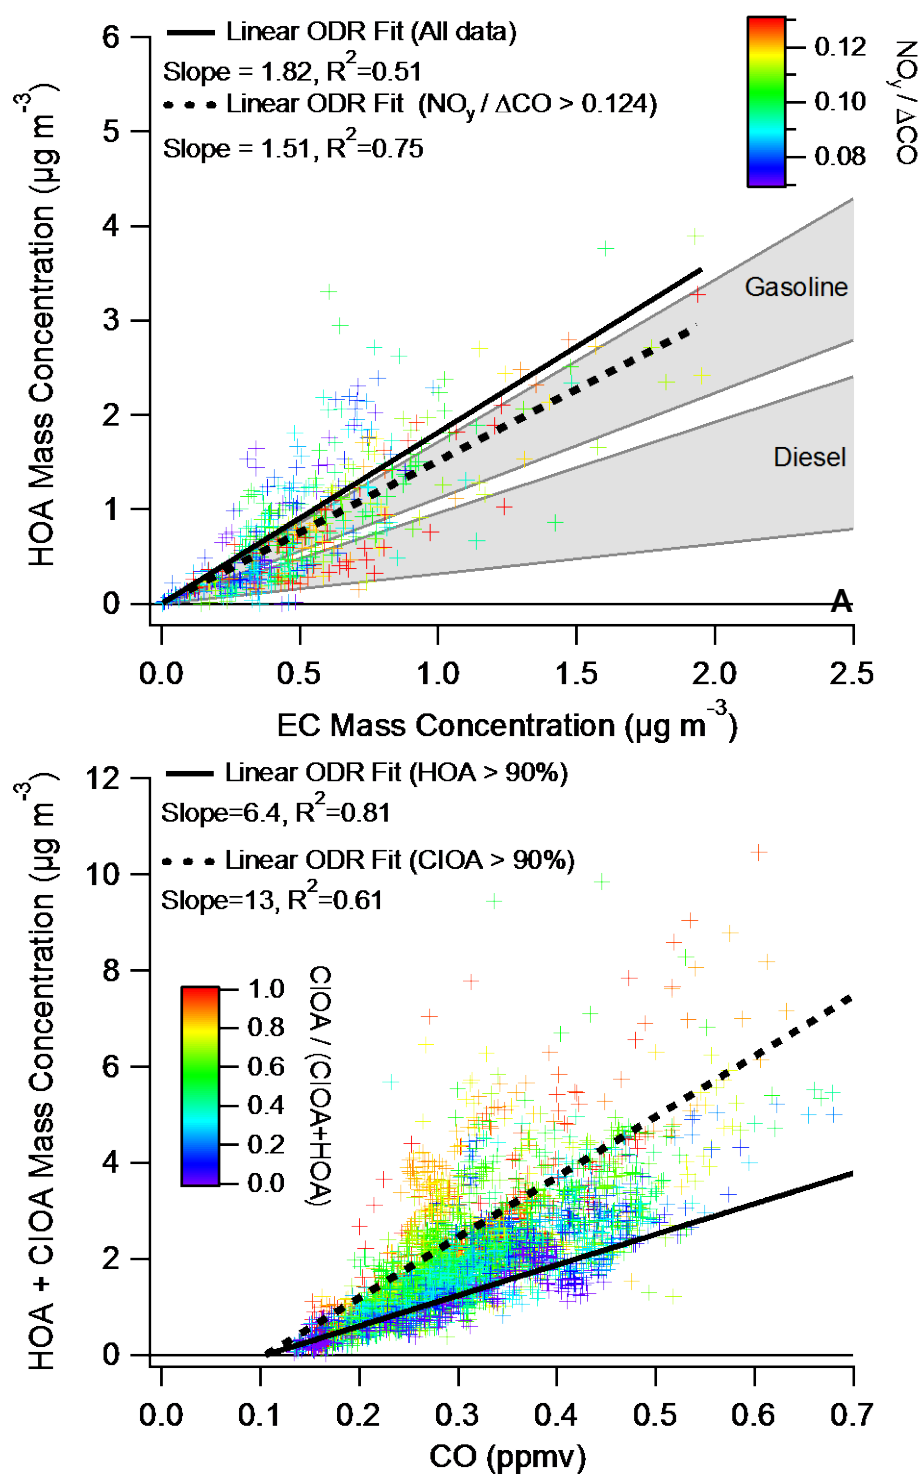 Linear ODR Fit (All data)
Slope = 1.82, R²=0.51
Linear ODR Fit (NOy / ΔCO > 0.124)
Slope = 1.51, R²=0.75
0.12
0.10
0.08
NOy / ΔCO
6
5
4
3
2
1
0
HOA Mass Concentration (µg m⁻³)
Gasoline
Diesel
A
0.0 0.5 1.0 1.5 2.0 2.5
EC Mass Concentration (µg m⁻³)
Linear ODR Fit (HOA > 90%)
Slope=6.4, R²=0.81
Linear ODR Fit (CIOA > 90%)
Slope=13, R²=0.61
1.0
0.8
0.6
0.4
0.2
0.0
CIOA / (CIOA+HOA)
12
10
8
6
4
2
0
HOA + CIOA Mass Concentration (µg m⁻³)
0.0 0.1 0.2 0.3 0.4 0.5 0.6 0.7
CO (ppmv)